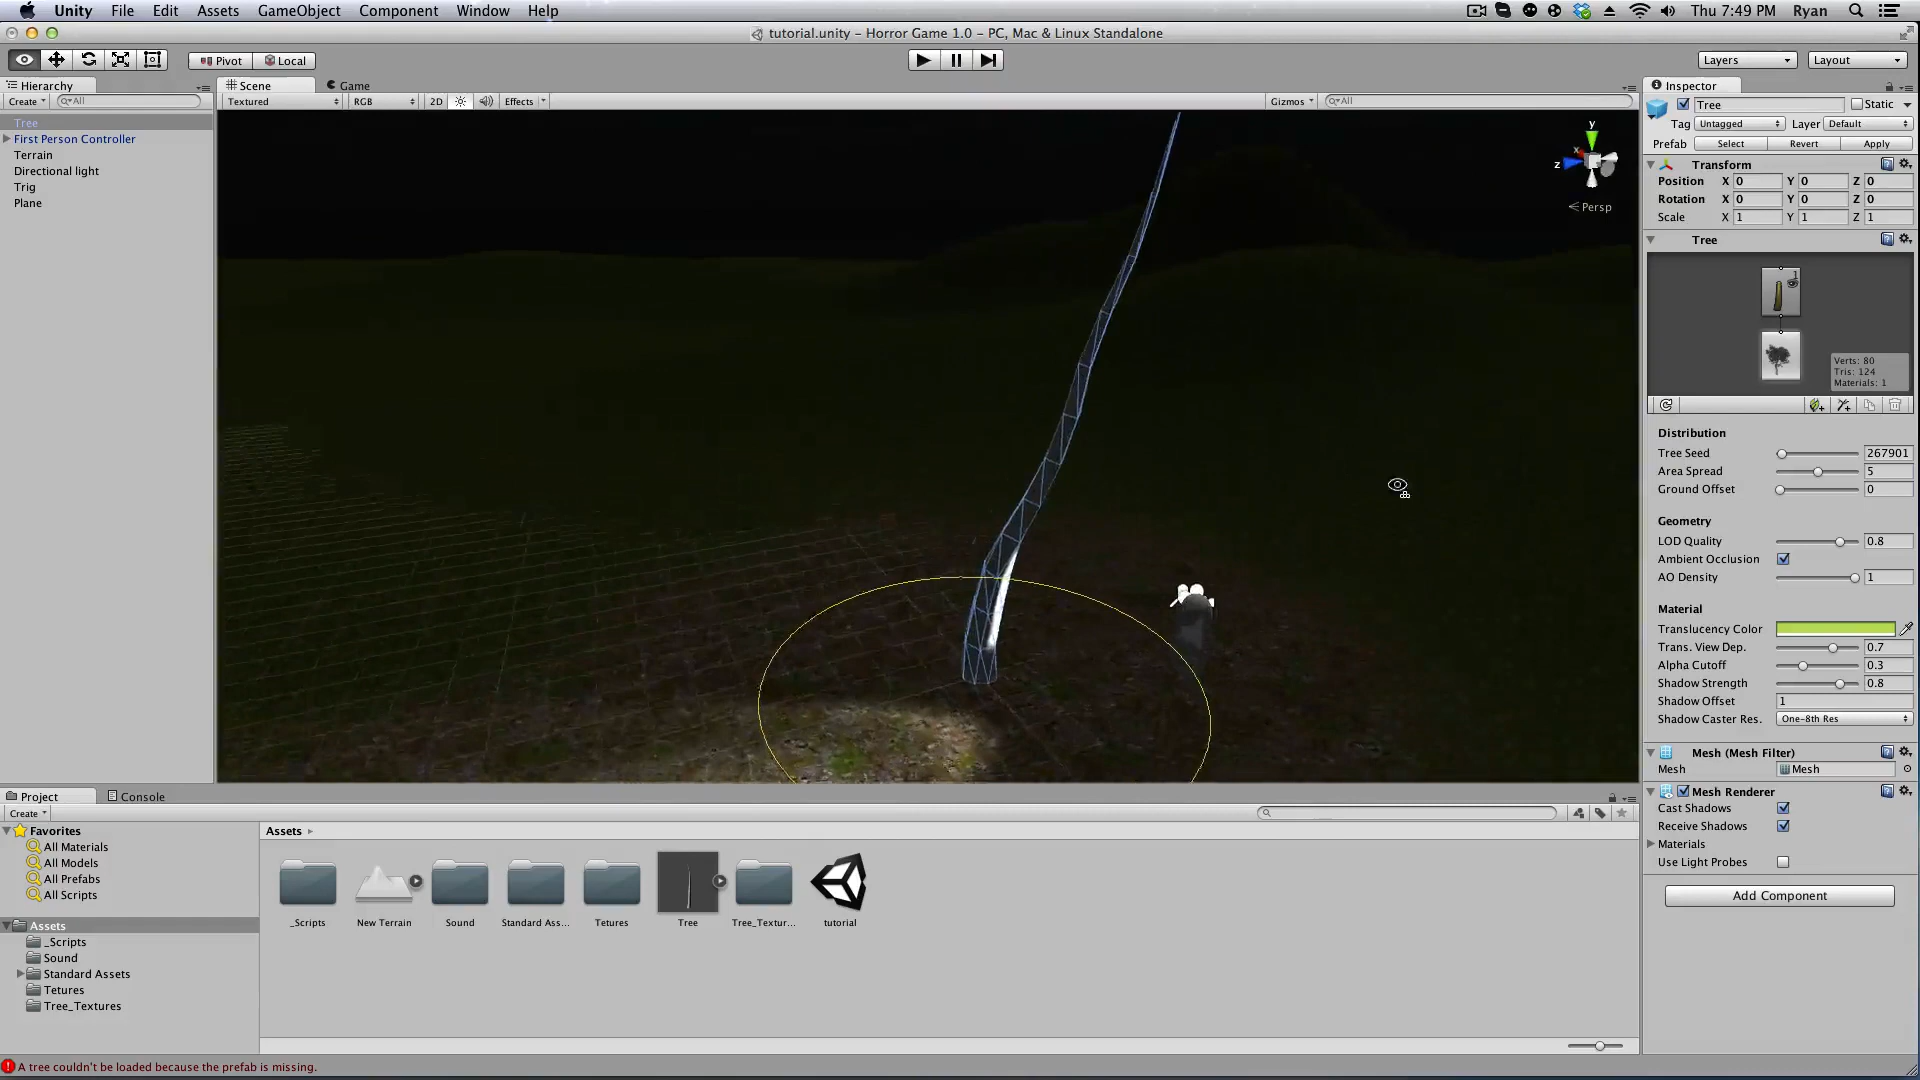 Unity File Edit Assets GameObject Component Window Help Thu 7:49 PM Ryan
tutorial.unity – Horror Game 1.0 – PC, Mac & Linux Standalone
Pivot Local Layers Layout
Hierarchy
Create All
Tree
First Person Controller
Terrain
Directional light
Trig
Plane
Scene Game
Textured RGB 2D Effects Gizmos All
y
x
z
Persp
Inspector
Tree Static
Tag Untagged Layer Default
Prefab Select Revert Apply
Transform
Position X 0 Y 0 Z 0
Rotation X 0 Y 0 Z 0
Scale X 1 Y 1 Z 1
Tree
1
Verts: 80
Tris: 124
Materials: 1
Distribution
Tree Seed 267901
Area Spread 5
Ground Offset 0
Geometry
LOD Quality 0.8
Ambient Occlusion
AO Density 1
Material
Translucency Color
Trans. View Dep. 0.7
Alpha Cutoff 0.3
Shadow Strength 0.8
Shadow Offset 1
Shadow Caster Res. One-8th Res
Mesh (Mesh Filter)
Mesh Mesh
Mesh Renderer
Cast Shadows
Receive Shadows
Materials
Use Light Probes
Add Component
Project Console
Create
Favorites
All Materials
All Models
All Prefabs
All Scripts
Assets
_Scripts
Sound
Standard Assets
Tetures
Tree_Textures
Assets
_Scripts New Terrain Sound Standard Ass... Tetures Tree Tree_Textur... tutorial
A tree couldn't be loaded because the prefab is missing.